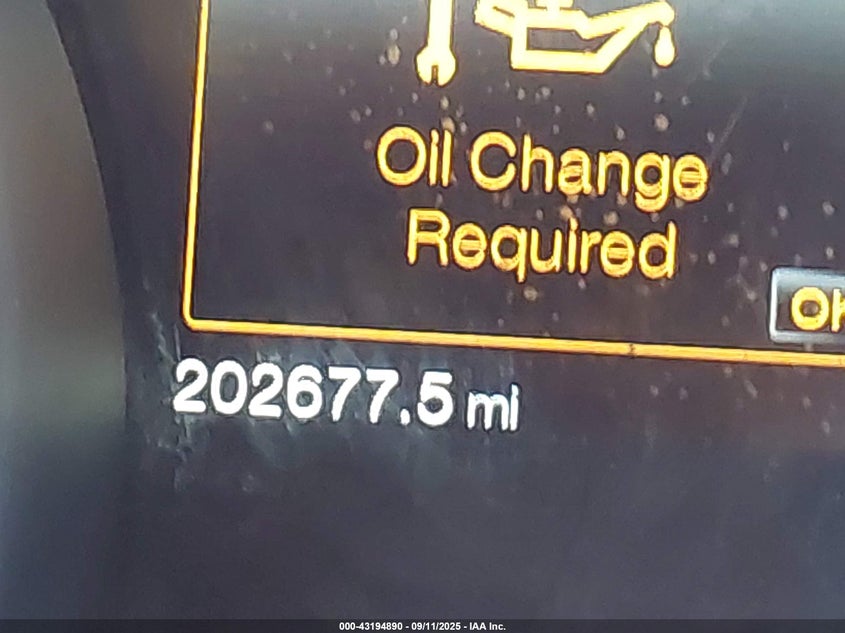 Oil Change
Required
202677.5 mi
000-43194890 - 09/11/2025 - IAA Inc.